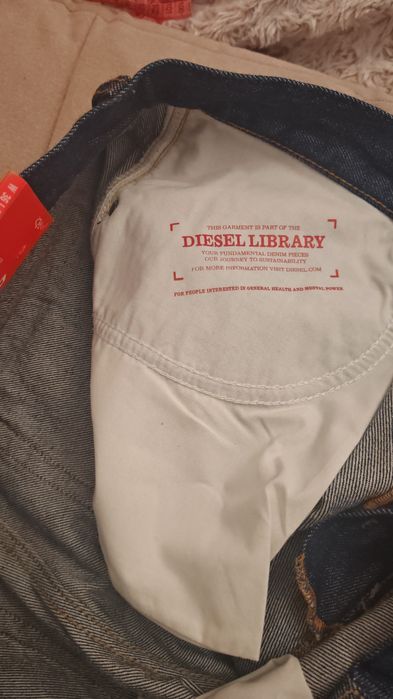 THIS GARMENT IS PART OF THE
DIESEL LIBRARY
YOUR FUNDAMENTAL DENIM PIECES
OUR JOURNEY TO SUSTAINABILITY
FOR MORE INFORMATION VISIT DIESEL.COM
FOR PEOPLE INTERESTED IN GENERAL HEALTH AND MENTAL POWER.